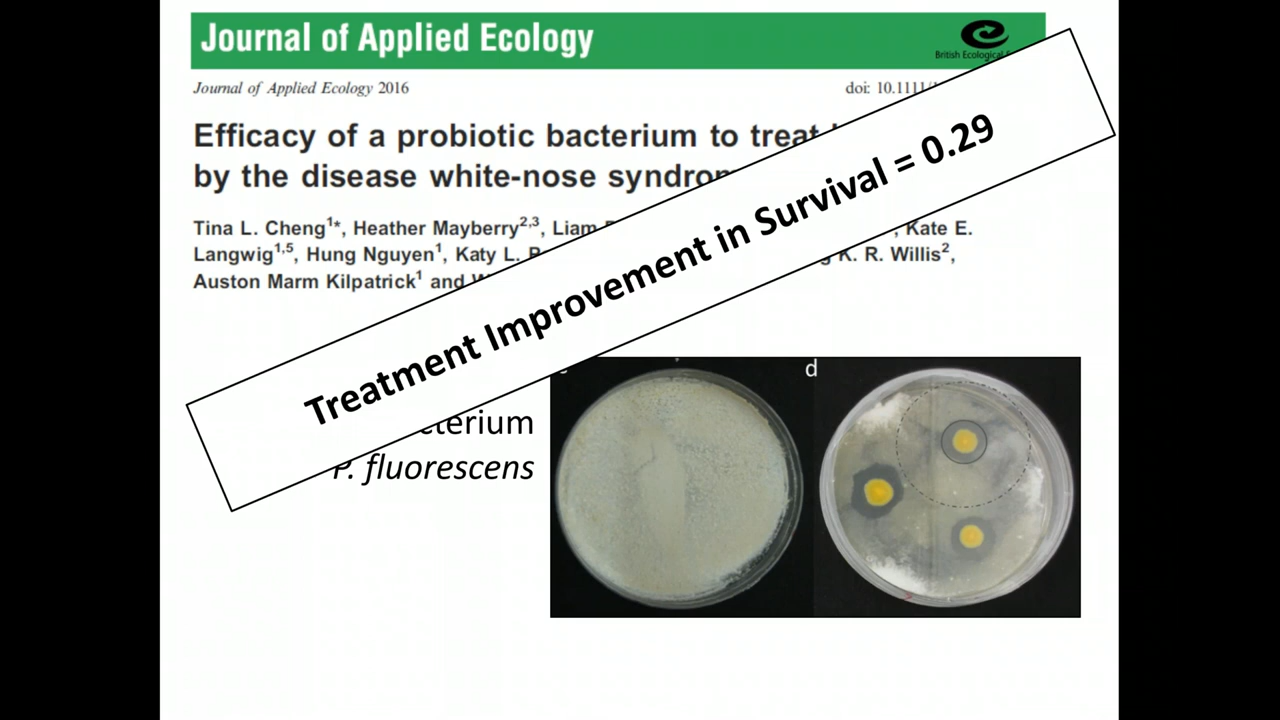 Journal of Applied Ecology
British Ecological
Journal of Applied Ecology 2016
doi: 10.1111/
Efficacy of a probiotic bacterium to treat
by the disease white-nose
Tina L. Cheng1*, Heather Mayberry2,3, Liam
, Kate E.
Langwig1,5, Hung Nguyen1, Katy L.
K. R. Willis2,
Auston Marm Kilpatrick1 and
Treatment Improvement in Survival = 0.29
P. fluorescens
d